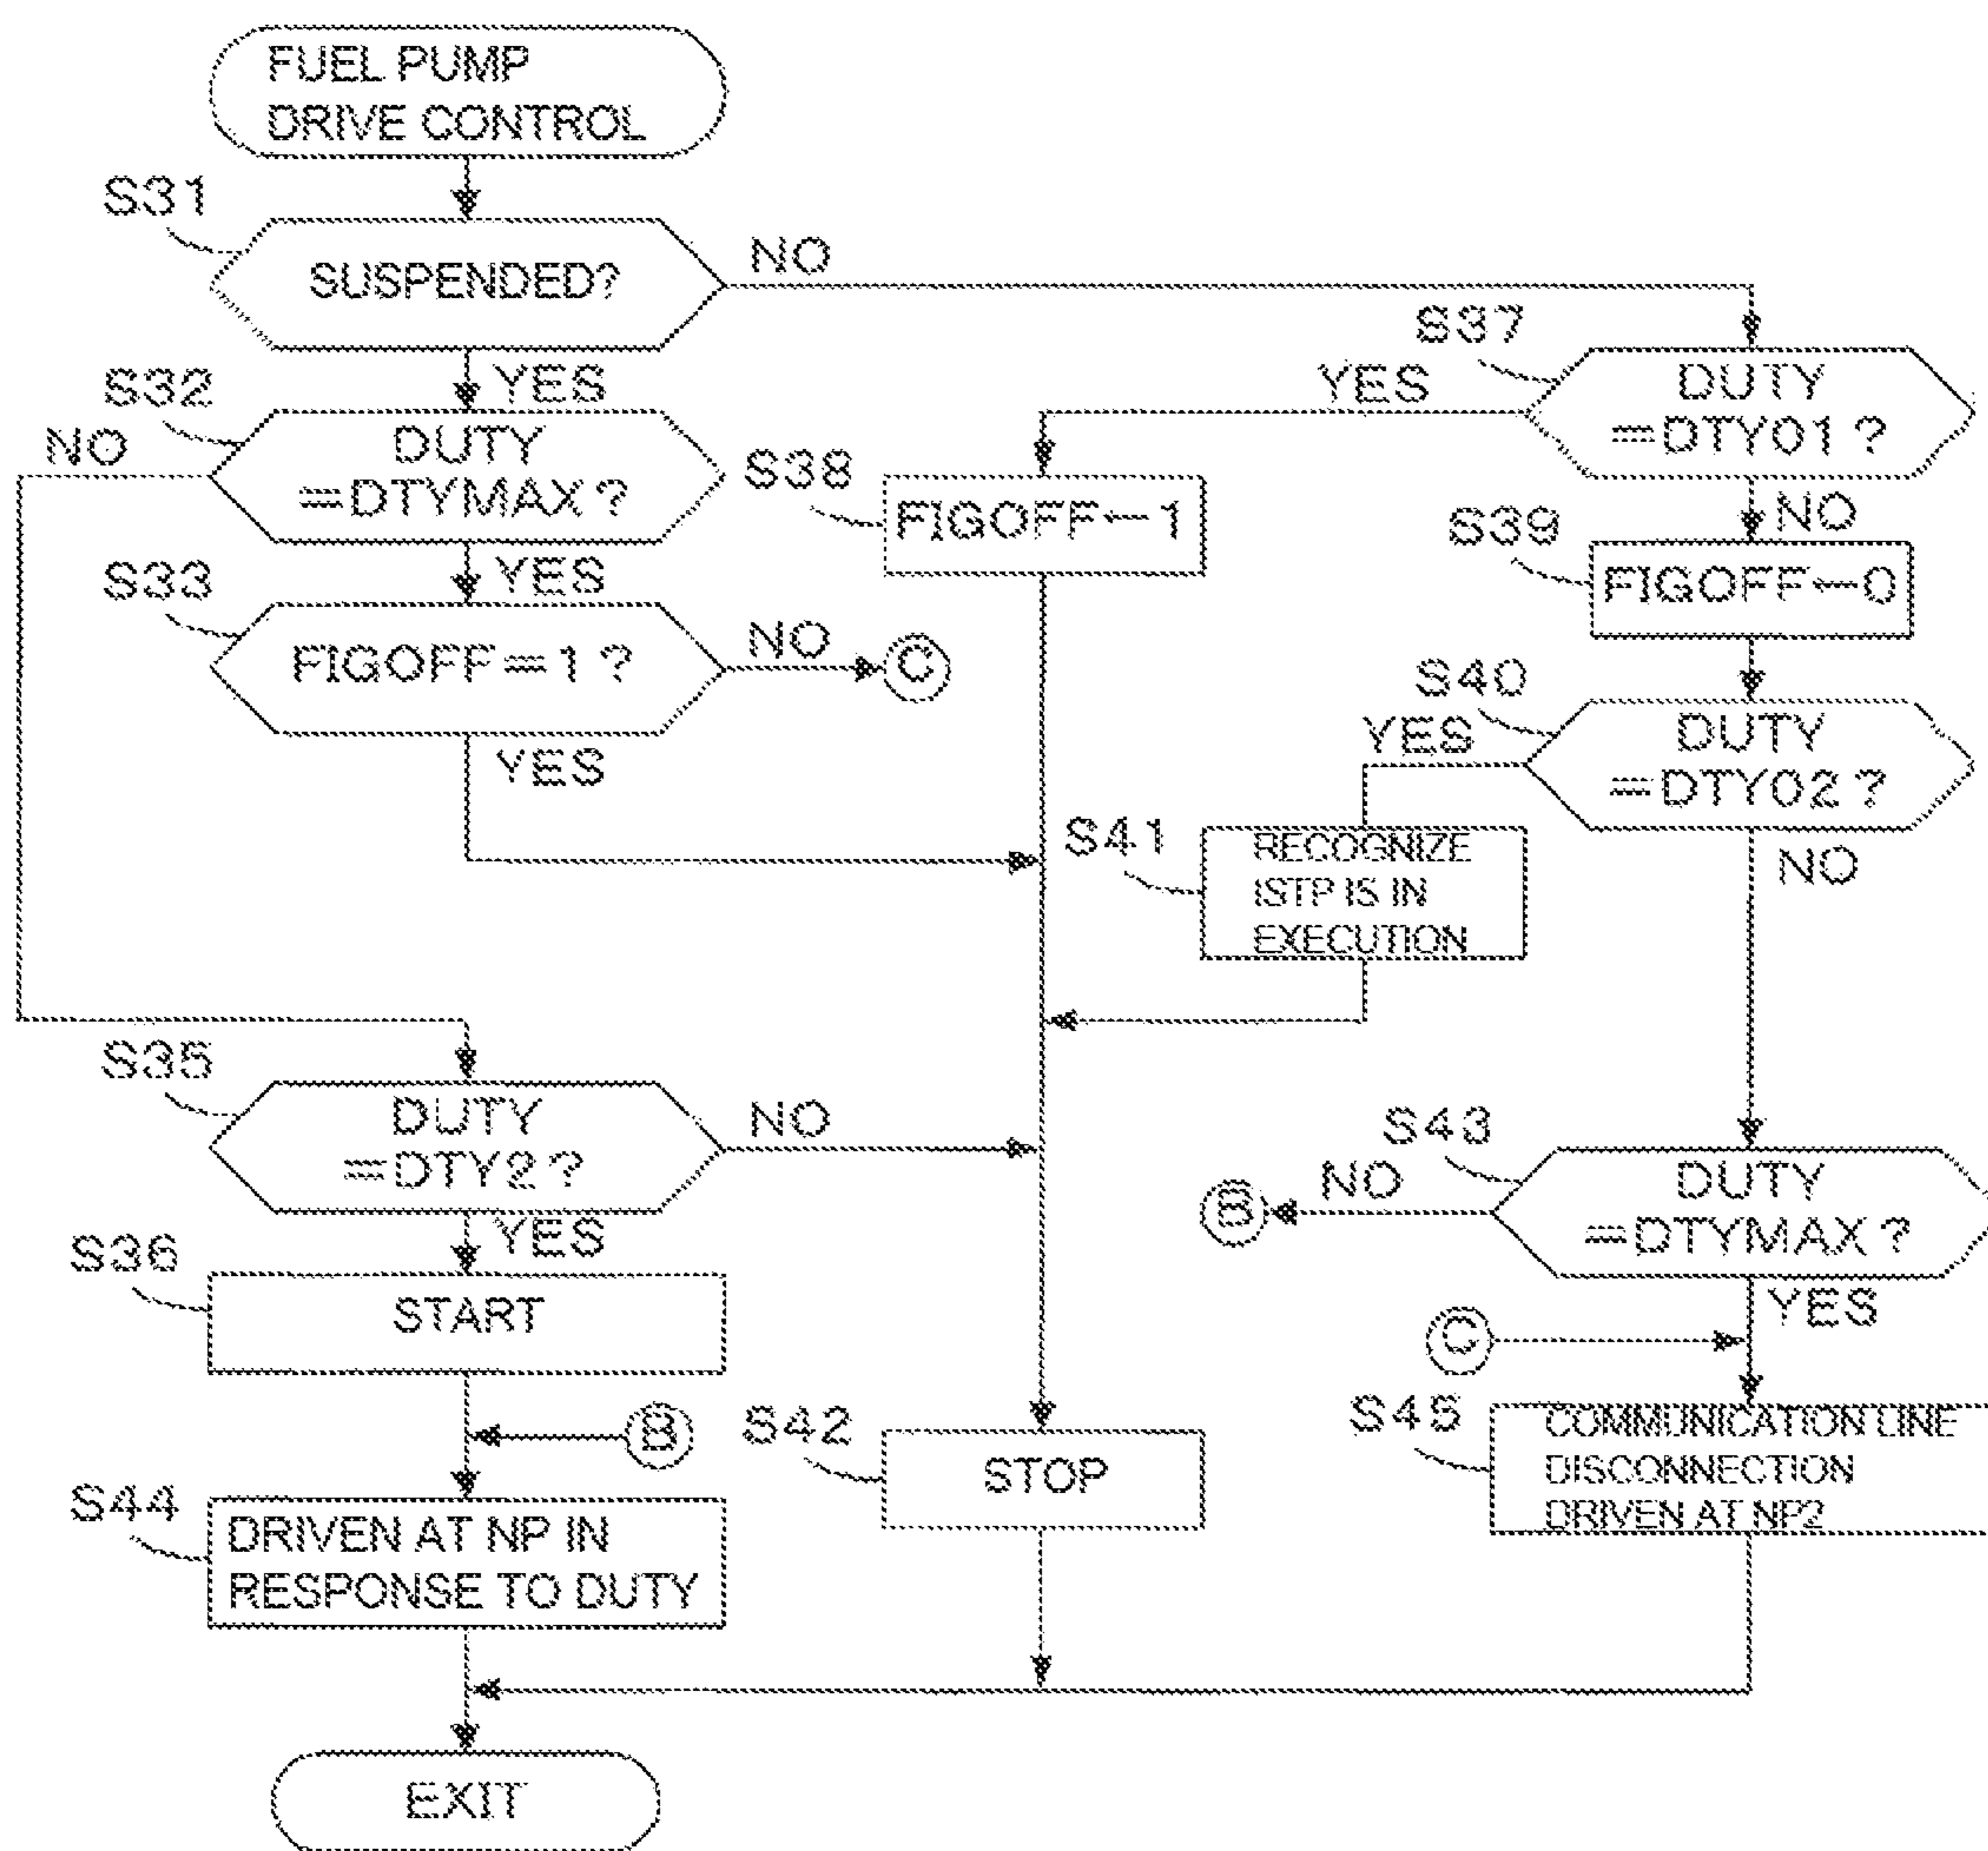 FUEL PUMP
DRIVE CONTROL
S31
SUSPENDED?
NO
YES
S32
DUTY
=DTYMAX?
NO
YES
S33
FIGOFF=1?
NO
C
YES
S37
DUTY
=DTY01?
YES
NO
S38
FIGOFF←1
S39
FIGOFF←0
S40
DUTY
=DTY02?
YES
NO
S41
RECOGNIZE
ISTP IS IN
EXECUTION
S35
DUTY
=DTY2?
NO
YES
S36
START
B
S43
DUTY
=DTYMAX?
NO
B
YES
C
S45
COMMUNICATION LINE
DISCONNECTION
DRIVEN AT NP2
S42
STOP
S44
DRIVEN AT NP IN
RESPONSE TO DUTY
EXIT